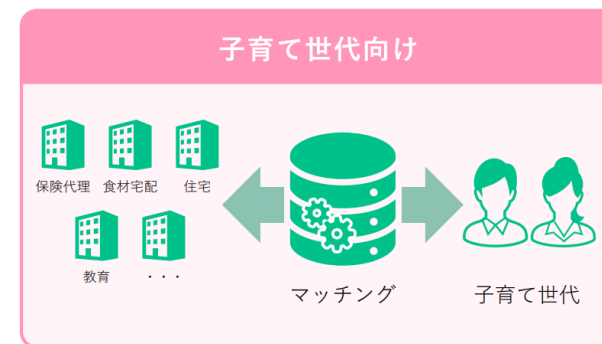 子育て世代向け
保険代理 食材宅配 住宅
教育 ・・・
マッチング
子育て世代